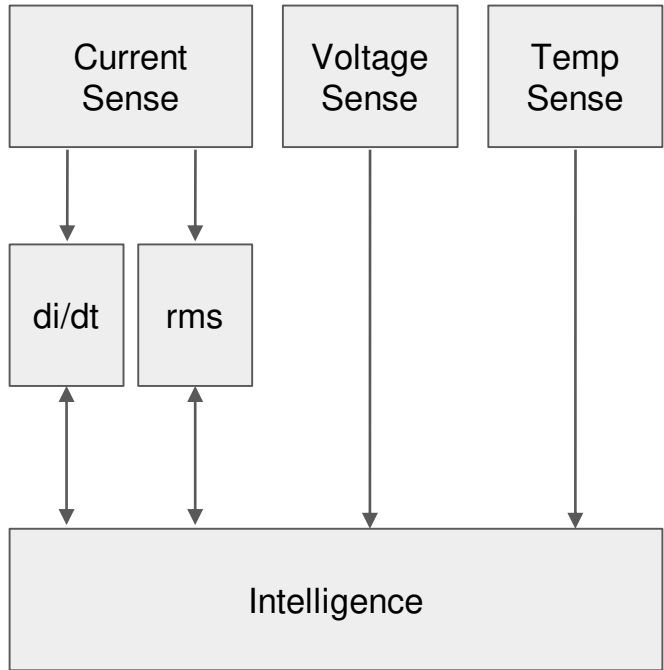 Current
Sense
Voltage
Sense
Temp
Sense
di/dt
rms
Intelligence